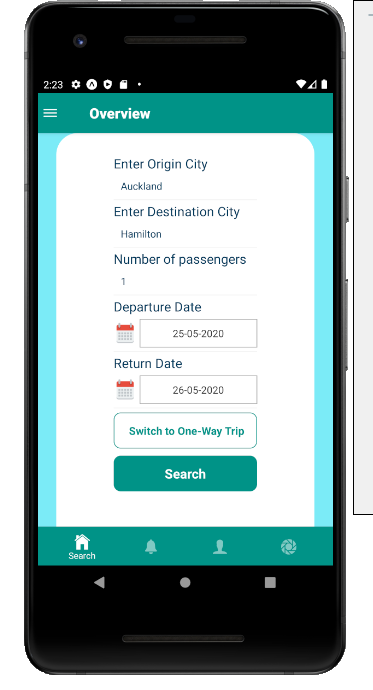 2:23
Overview
Enter Origin City
Auckland
Enter Destination City
Hamilton
Number of passengers
1
Departure Date
25-05-2020
Return Date
26-05-2020
Switch to One-Way Trip
Search
Search